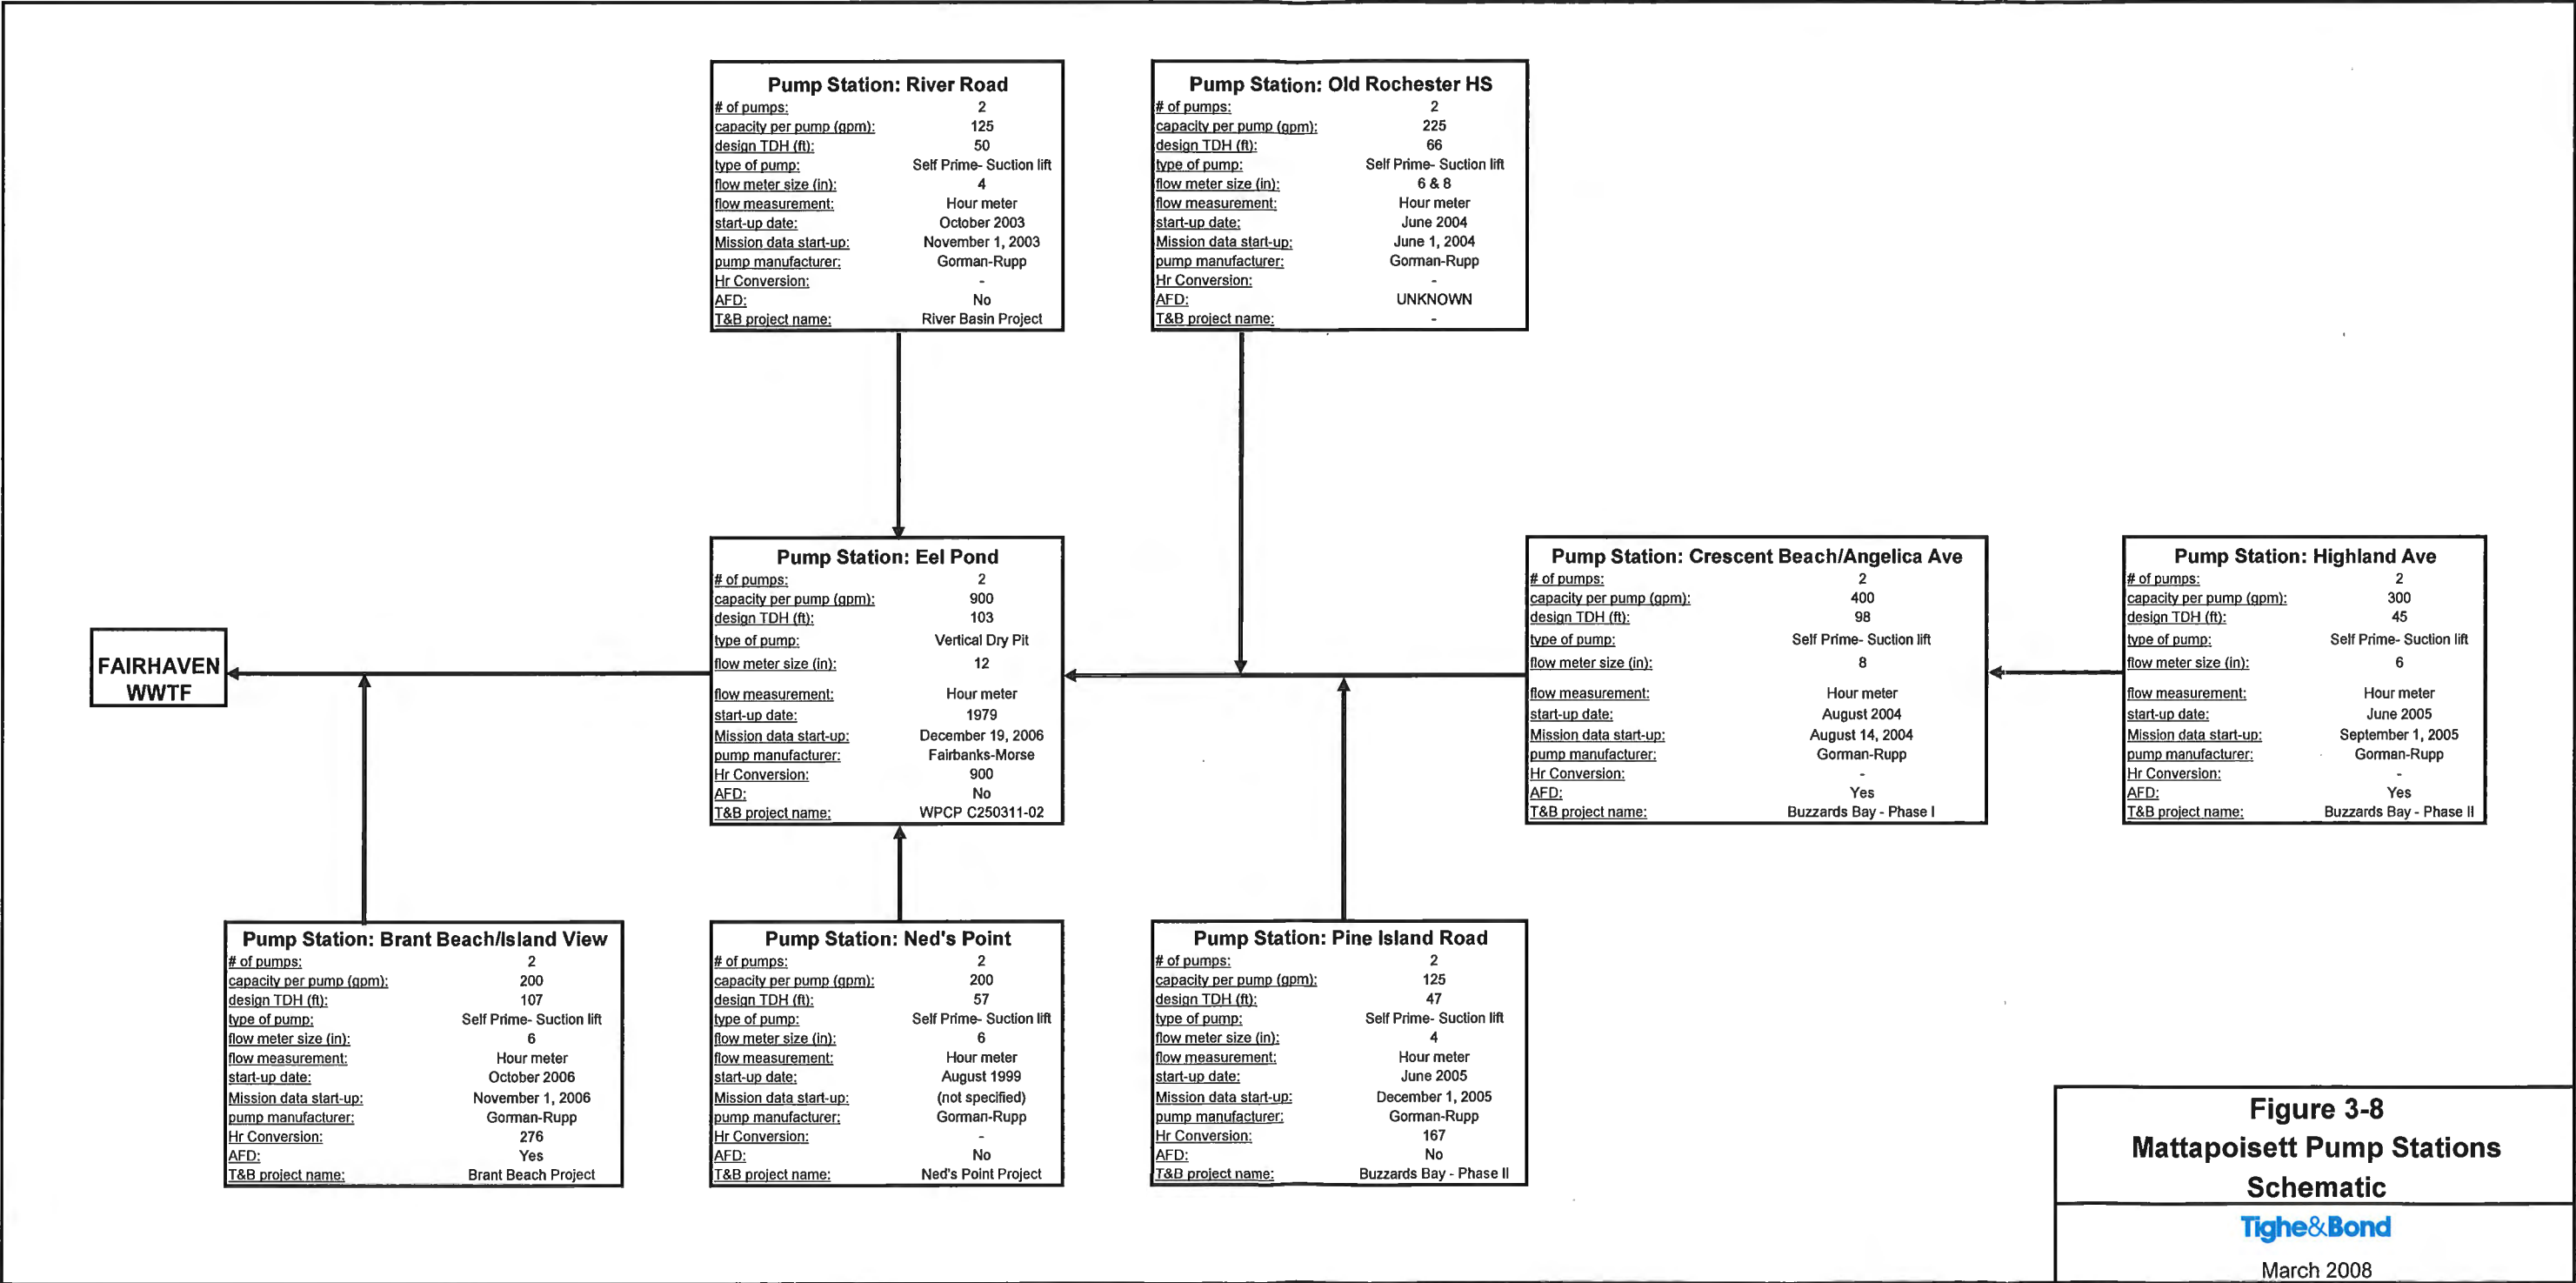 Pump Station: River Road
# of pumps: 2
capacity per pump (gpm): 125
design TDH (ft): 50
type of pump: Self Prime- Suction lift
flow meter size (in): 4
flow measurement: Hour meter
start-up date: October 2003
Mission data start-up: November 1, 2003
pump manufacturer: Gorman-Rupp
Hr Conversion: -
AFD: No
T&B project name: River Basin Project
Pump Station: Old Rochester HS
# of pumps: 2
capacity per pump (gpm): 225
design TDH (ft): 66
type of pump: Self Prime- Suction lift
flow meter size (in): 6 & 8
flow measurement: Hour meter
start-up date: June 2004
Mission data start-up: June 1, 2004
pump manufacturer: Gorman-Rupp
Hr Conversion: -
AFD: UNKNOWN
T&B project name: -
FAIRHAVEN
WWTF
Pump Station: Eel Pond
# of pumps: 2
capacity per pump (gpm): 900
design TDH (ft): 103
type of pump: Vertical Dry Pit
flow meter size (in): 12
flow measurement: Hour meter
start-up date: 1979
Mission data start-up: December 19, 2006
pump manufacturer: Fairbanks-Morse
Hr Conversion: 900
AFD: No
T&B project name: WPCP C250311-02
Pump Station: Crescent Beach/Angelica Ave
# of pumps: 2
capacity per pump (gpm): 400
design TDH (ft): 98
type of pump: Self Prime- Suction lift
flow meter size (in): 8
flow measurement: Hour meter
start-up date: August 2004
Mission data start-up: August 14, 2004
pump manufacturer: Gorman-Rupp
Hr Conversion: -
AFD: Yes
T&B project name: Buzzards Bay - Phase I
Pump Station: Highland Ave
# of pumps: 2
capacity per pump (gpm): 300
design TDH (ft): 45
type of pump: Self Prime- Suction lift
flow meter size (in): 6
flow measurement: Hour meter
start-up date: June 2005
Mission data start-up: September 1, 2005
pump manufacturer: Gorman-Rupp
Hr Conversion: -
AFD: Yes
T&B project name: Buzzards Bay - Phase II
Pump Station: Brant Beach/Island View
# of pumps: 2
capacity per pump (gpm): 200
design TDH (ft): 107
type of pump: Self Prime- Suction lift
flow meter size (in): 6
flow measurement: Hour meter
start-up date: October 2006
Mission data start-up: November 1, 2006
pump manufacturer: Gorman-Rupp
Hr Conversion: 276
AFD: Yes
T&B project name: Brant Beach Project
Pump Station: Ned's Point
# of pumps: 2
capacity per pump (gpm): 200
design TDH (ft): 57
type of pump: Self Prime- Suction lift
flow meter size (in): 6
flow measurement: Hour meter
start-up date: August 1999
Mission data start-up: (not specified)
pump manufacturer: Gorman-Rupp
Hr Conversion: -
AFD: No
T&B project name: Ned's Point Project
Pump Station: Pine Island Road
# of pumps: 2
capacity per pump (gpm): 125
design TDH (ft): 47
type of pump: Self Prime- Suction lift
flow meter size (in): 4
flow measurement: Hour meter
start-up date: June 2005
Mission data start-up: December 1, 2005
pump manufacturer: Gorman-Rupp
Hr Conversion: 167
AFD: No
T&B project name: Buzzards Bay - Phase II
Figure 3-8
Mattapoisett Pump Stations
Schematic
Tighe&Bond
March 2008